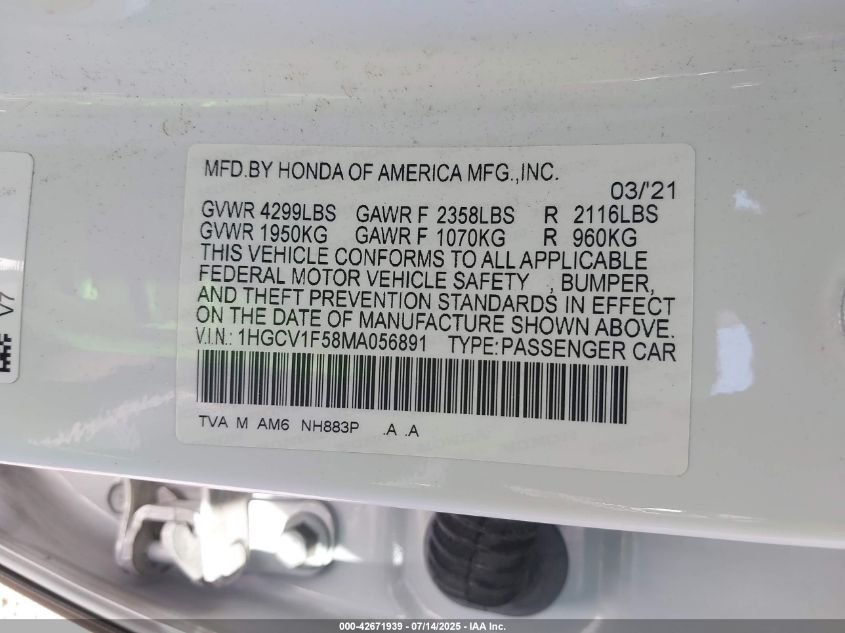 MFD.BY HONDA OF AMERICA MFG.,INC.
03/'21
GVWR 4299LBS GAWR F 2358LBS R 2116LBS
GVWR 1950KG GAWR F 1070KG R 960KG
THIS VEHICLE CONFORMS TO ALL APPLICABLE
FEDERAL MOTOR VEHICLE SAFETY , BUMPER,
AND THEFT PREVENTION STANDARDS IN EFFECT
ON THE DATE OF MANUFACTURE SHOWN ABOVE.
V.I.N.: 1HGCV1F58MA056891 TYPE:PASSENGER CAR
TVA M AM6 NH883P .A .A
V7
000-42671939 - 07/14/2025 - IAA Inc.